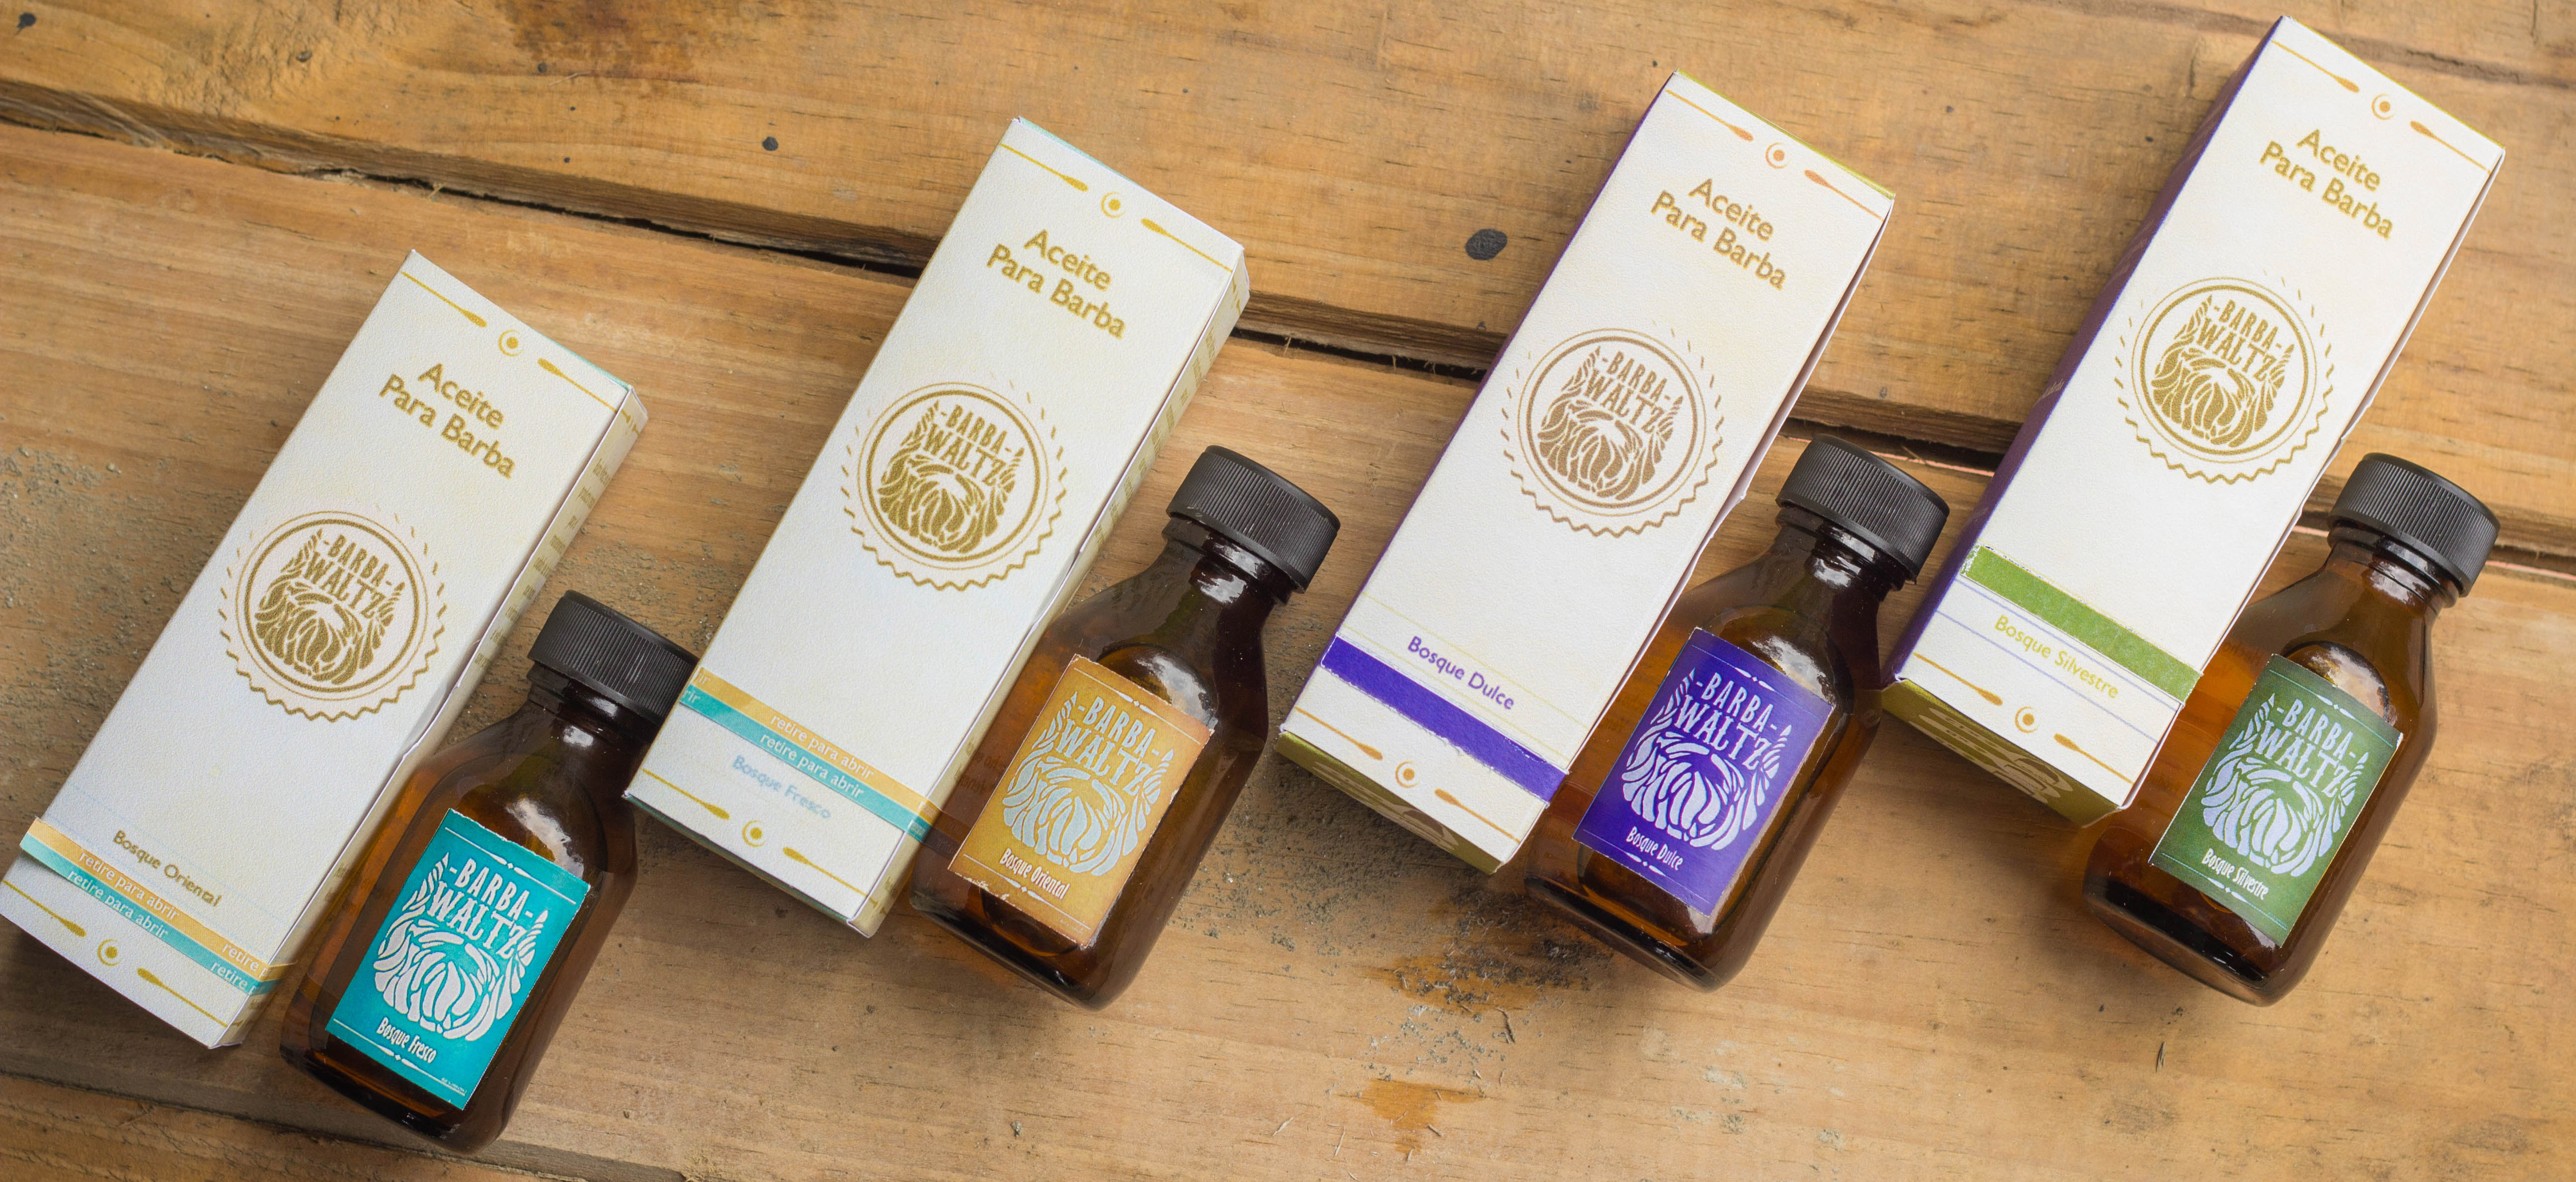 Aceite
Para Barba
-BARBA-
WALTZ
Bosque Oriental
retire para abrir
retire para abrir
retire
retire
-BARBA-
WALTZ
Bosque Fresco
Aceite
Para Barba
-BARBA-
WALTZ
retire para abrir
retire para abrir
Bosque Fresco
-BARBA-
WALTZ
Bosque Oriental
Aceite
Para Barba
-BARBA-
WALTZ
Bosque Dulce
-BARBA-
WALTZ
Bosque Dulce
Aceite
Para Barba
-BARBA-
WALTZ
Bosque Silvestre
-BARBA-
WALTZ
Bosque Silvestre